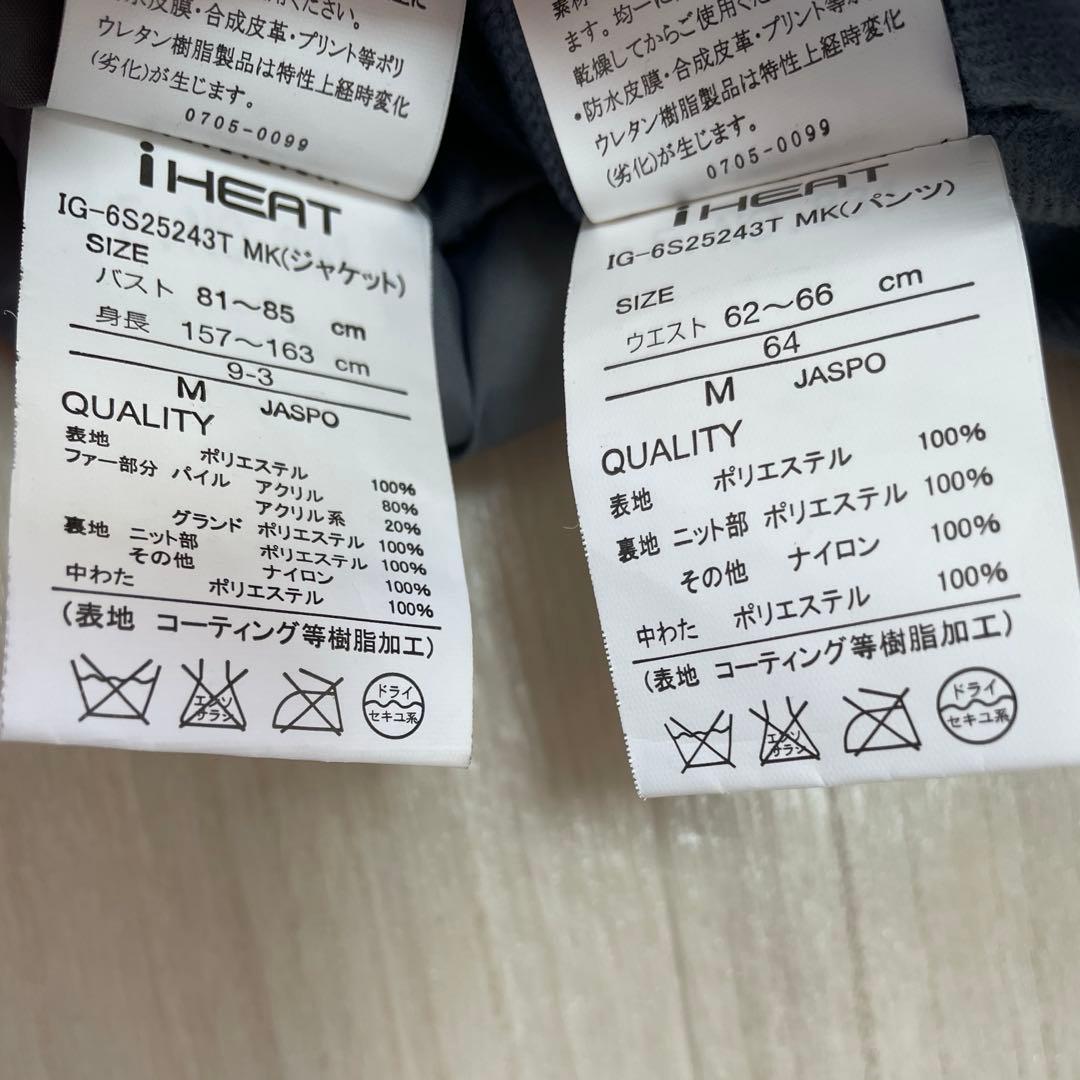 用ください。
防水皮膜・合成皮革・プリント等ポリ
ウレタン樹脂製品は特性上経時変化
(劣化)が生じます。
0705-0099
iHEAT
IG-6S25243T MK(ジャケット)
SIZE
バスト 81～85 cm
身長 157～163 cm
9-3
M JASPO
QUALITY
表地 ポリエステル 100%
ファー部分 パイル アクリル 80%
アクリル系 20%
グランド ポリエステル 100%
裏地 ニット部 ポリエステル 100%
その他 ナイロン 100%
中わた ポリエステル 100%
(表地 コーティング等樹脂加工)
エンソ
サラシ
ドライ
セキユ系
素材
ます。均一に
乾燥してからご使用くだ
・防水皮膜・合成皮革・プリント等
ウレタン樹脂製品は特性上経時変化
(劣化)が生じます。
0705-0099
iHEAT
IG-6S25243T MK(パンツ)
SIZE
ウエスト 62～66 cm
64
M JASPO
QUALITY
表地 ポリエステル 100%
裏地 ニット部 ポリエステル 100%
その他 ナイロン 100%
中わた ポリエステル 100%
(表地 コーティング等樹脂加工)
エンソ
サラシ
ドライ
セキユ系